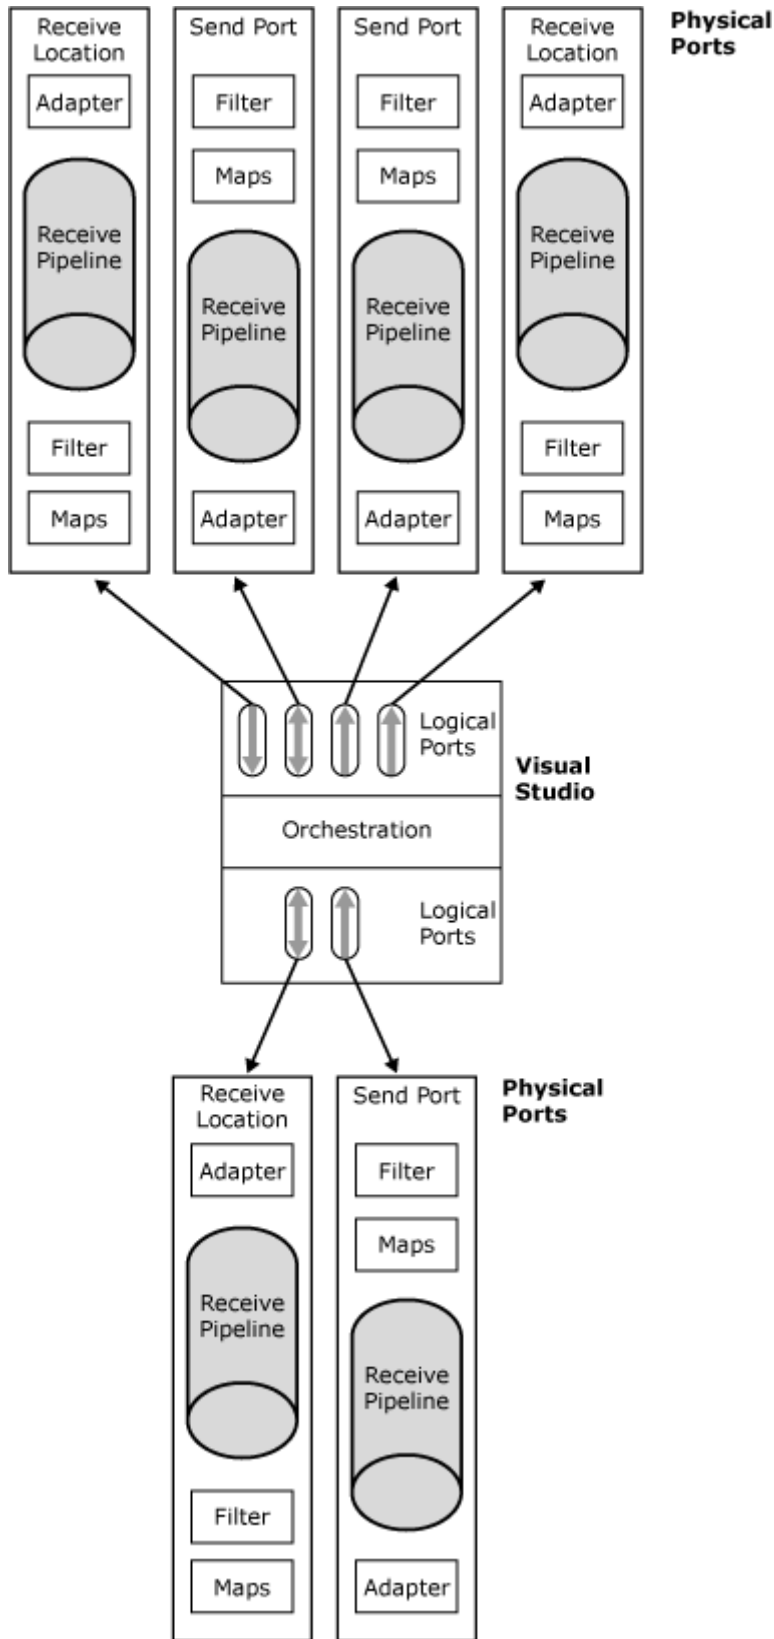 Receive
Location
Adapter
Receive
Pipeline
Filter
Maps
Send Port
Filter
Maps
Receive
Pipeline
Adapter
Send Port
Filter
Maps
Receive
Pipeline
Adapter
Receive
Location
Adapter
Receive
Pipeline
Filter
Maps
Physical
Ports
Logical
Ports
Visual
Studio
Orchestration
Logical
Ports
Receive
Location
Adapter
Receive
Pipeline
Filter
Maps
Send Port
Filter
Maps
Receive
Pipeline
Adapter
Physical
Ports